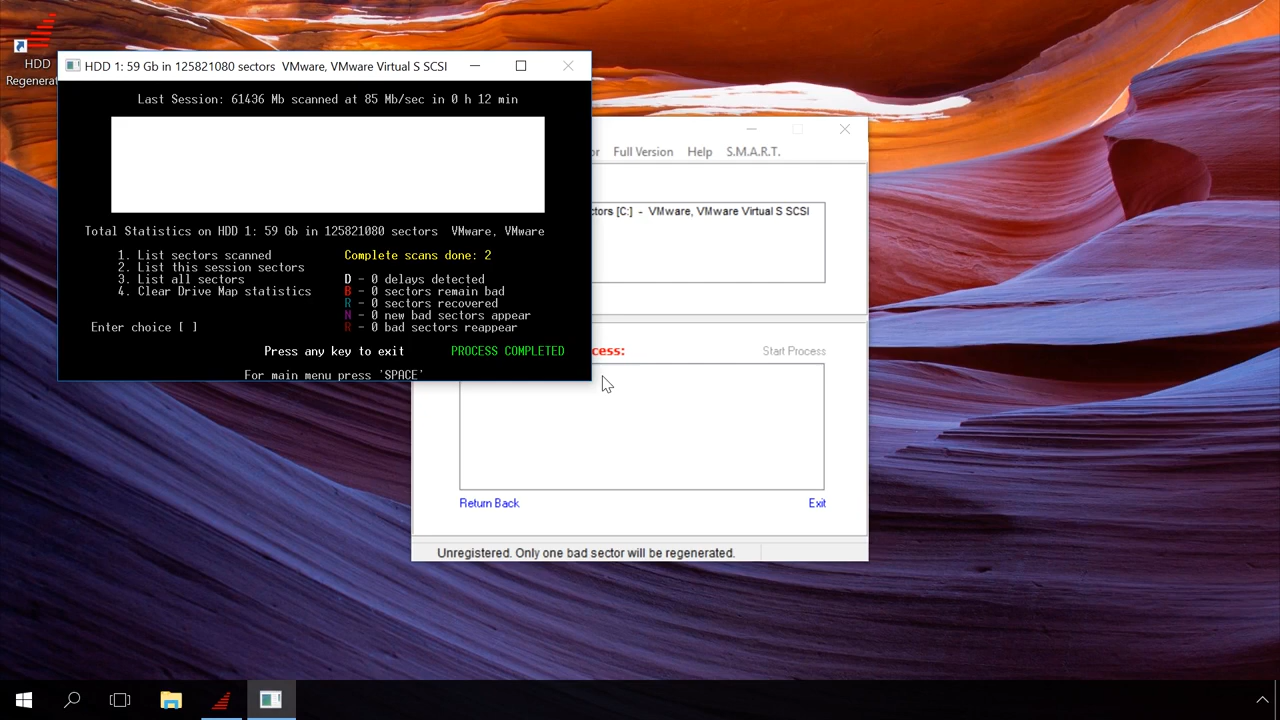 HDD
Regenerat
HDD 1: 59 Gb in 125821080 sectors  VMware, VMware Virtual S SCSI
Last Session: 61436 Mb scanned at 85 Mb/sec in 0 h 12 min
Total Statistics on HDD 1: 59 Gb in 125821080 sectors  VMware, VMware
1. List sectors scanned
2. List this session sectors
3. List all sectors
4. Clear Drive Map statistics
Enter choice [ ]
Complete scans done: 2
D - 0 delays detected
B - 0 sectors remain bad
R - 0 sectors recovered
N - 0 new bad sectors appear
R - 0 bad sectors reappear
Press any key to exit
PROCESS COMPLETED
For main menu press 'SPACE'
or
Full Version
Help
S.M.A.R.T.
ctors [C:]  -  VMware, VMware Virtual S SCSI
cess:
Start Process
Return Back
Exit
Unregistered. Only one bad sector will be regenerated.